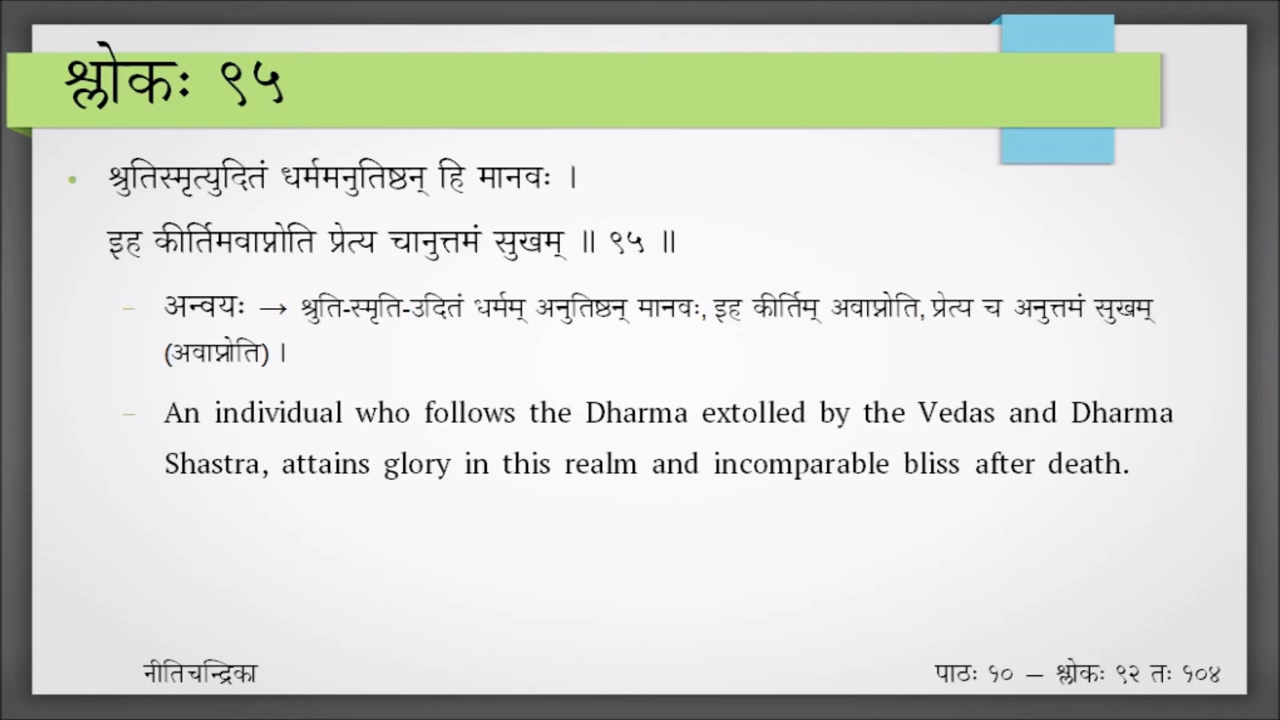 श्लोकः ९५
• श्रुतिस्मृत्युदितं धर्ममनुतिष्ठन् हि मानवः ।
इह कीर्तिमवाप्नोति प्रेत्य चानुत्तमं सुखम् ॥ ९५ ॥
– अन्वयः → श्रुति-स्मृति-उदितं धर्मम् अनुतिष्ठन् मानवः, इह कीर्तिम् अवाप्नोति, प्रेत्य च अनुत्तमं सुखम्
(अवाप्नोति) ।
– An individual who follows the Dharma extolled by the Vedas and Dharma
Shastra, attains glory in this realm and incomparable bliss after death.
नीतिचन्द्रिका
पाठः १० – श्लोकः ९२ तः १०४